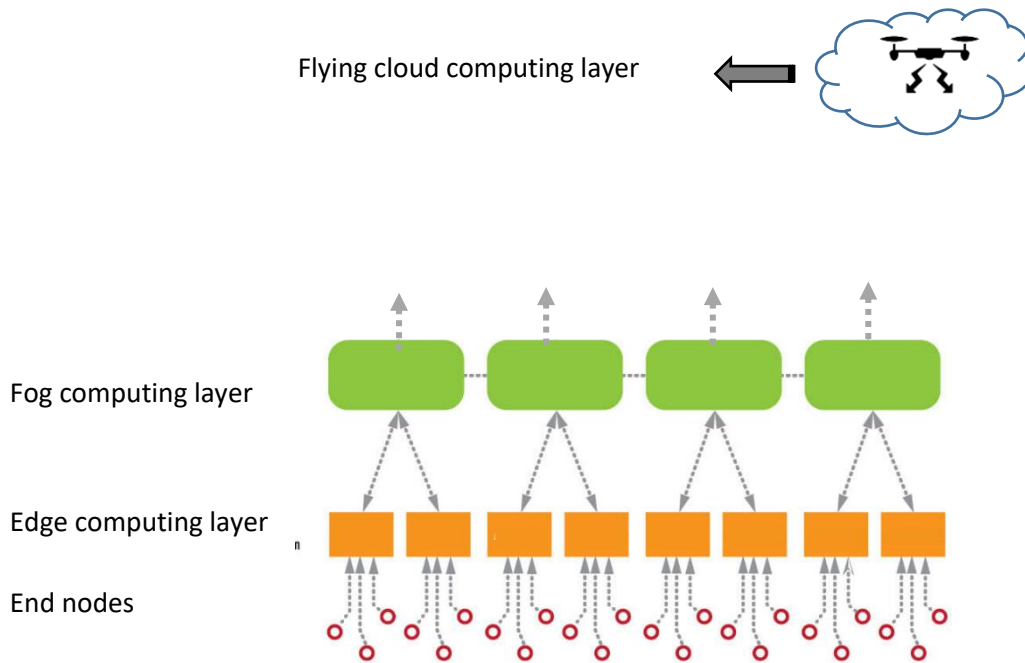 Flying cloud computing layer
Fog computing layer
Edge computing layer
n
End nodes